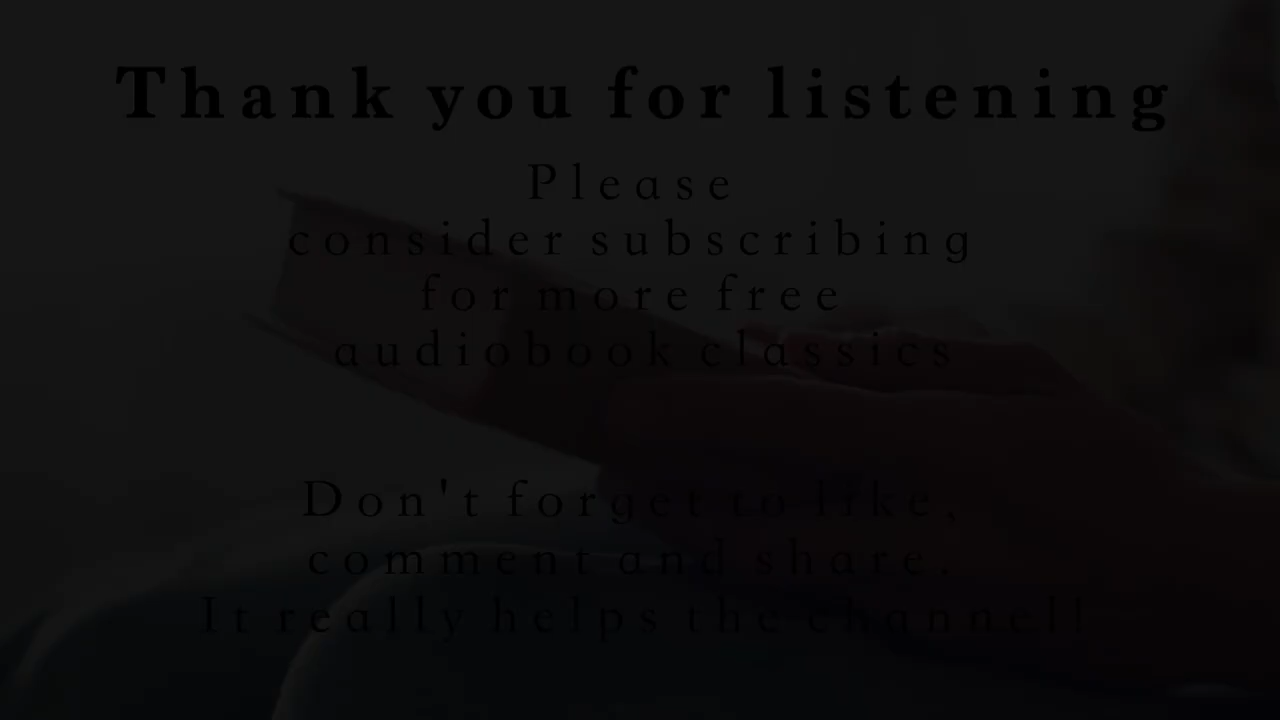 Thank you for listening
Please
consider subscribing
for more free
audiobook classics
Don't forget to like,
comment and share.
It really helps the channel!